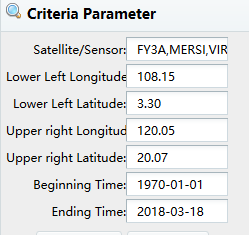 Criteria Parameter
Satellite/Sensor: FY3A,MERSI,VIR
Lower Left Longitude 108.15
Lower Left Latitude: 3.30
Upper right Longitud 120.05
Upper right Latitude: 20.07
Beginning Time: 1970-01-01
Ending Time: 2018-03-18